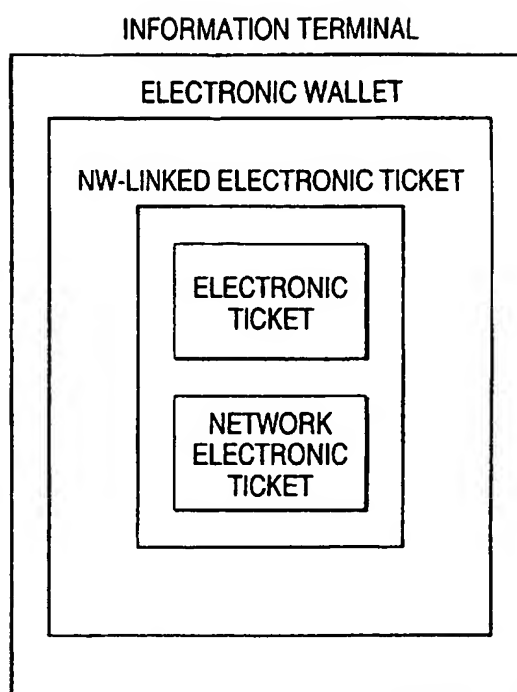 INFORMATION TERMINAL
ELECTRONIC WALLET
NW-LINKED ELECTRONIC TICKET
ELECTRONIC
TICKET
NETWORK
ELECTRONIC
TICKET